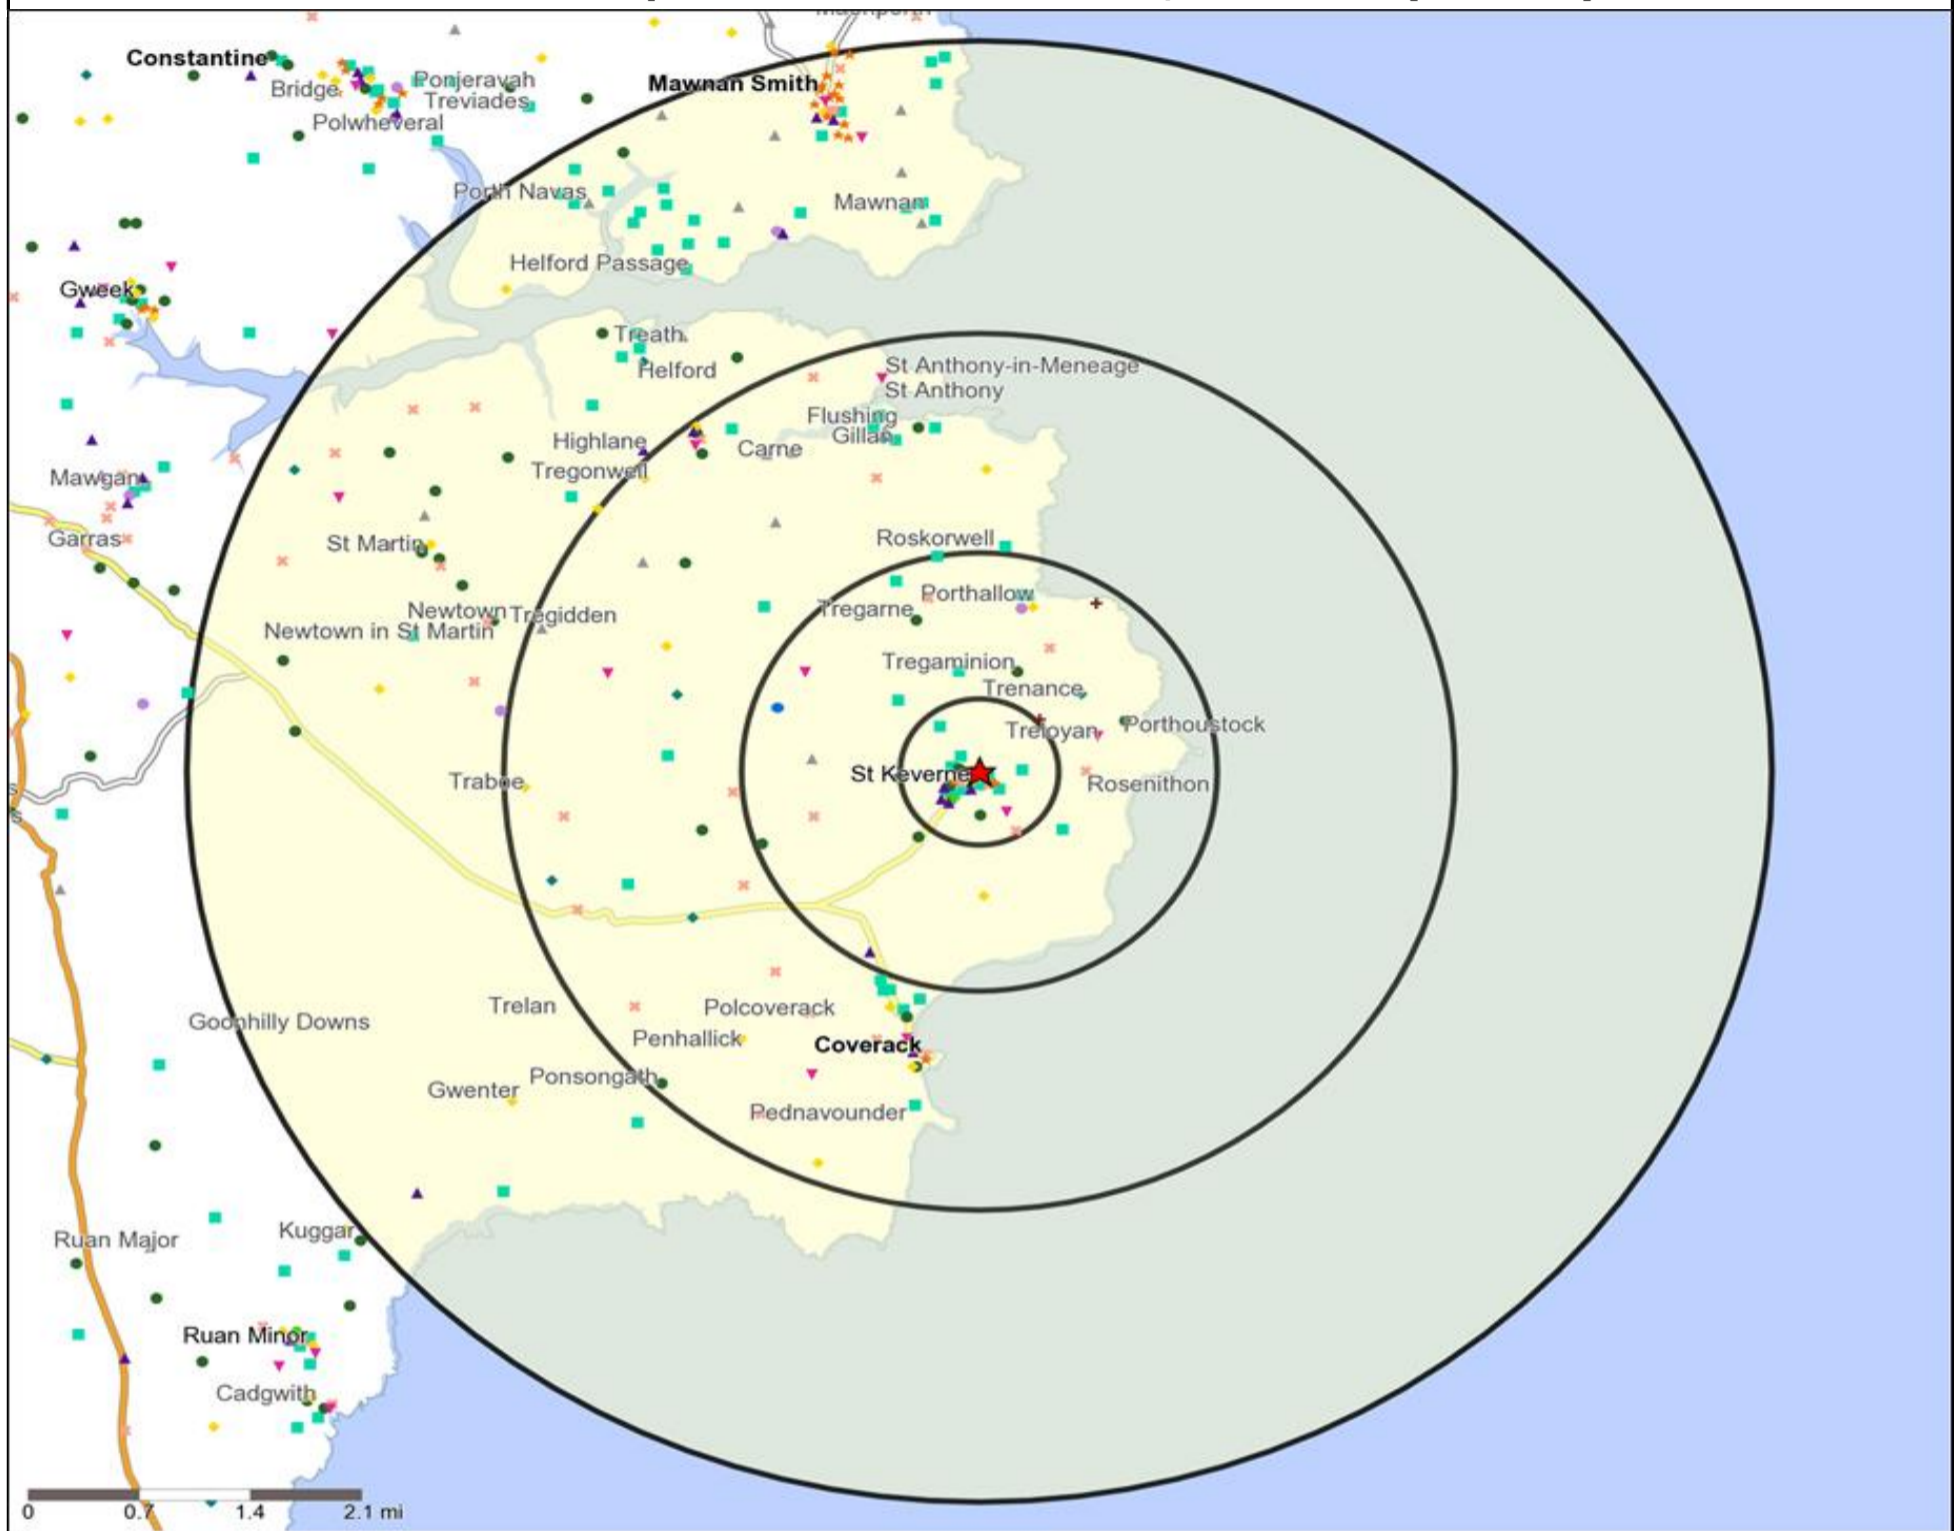 Constantine
Mawnan Smith
Bridge
Ponjeravah
Treviades
Polwheveral
Porth Navas
Mawnan
Helford Passage
Gweek
Treath
Helford
St Anthony-in-Meneage
St Anthony
Flushing
Gillan
Highlane
Carne
Tregonwell
Mawgan
Garras
St Martin
Roskorwell
Porthallow
Tregarne
Newtown
Tregidden
Newtown in St Martin
Tregaminion
Trenance
Porthoustock
Treloyan
St Keverne
Traboe
Rosenithon
Trelan
Polcoverack
Goonhilly Downs
Penhallick
Coverack
Ponsongath
Gwenter
Pednavounder
Ruan Major
Kuggar
Ruan Minor
Cadgwith
0 0.7 1.4 2.1 mi